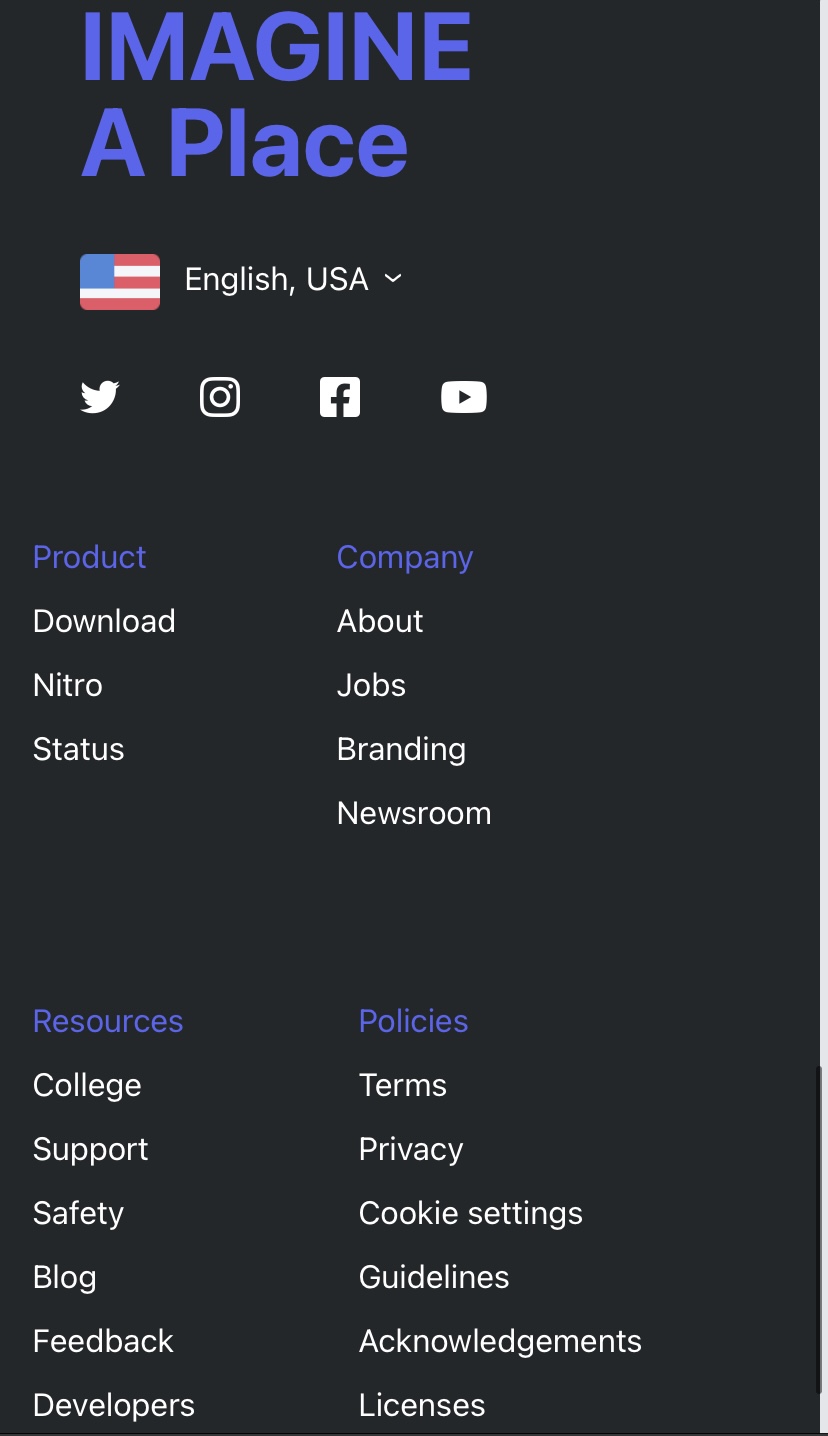 IMAGINE
A Place
English, USA
Product
Download
Nitro
Status
Company
About
Jobs
Branding
Newsroom
Resources
College
Support
Safety
Blog
Feedback
Developers
Policies
Terms
Privacy
Cookie settings
Guidelines
Acknowledgements
Licenses